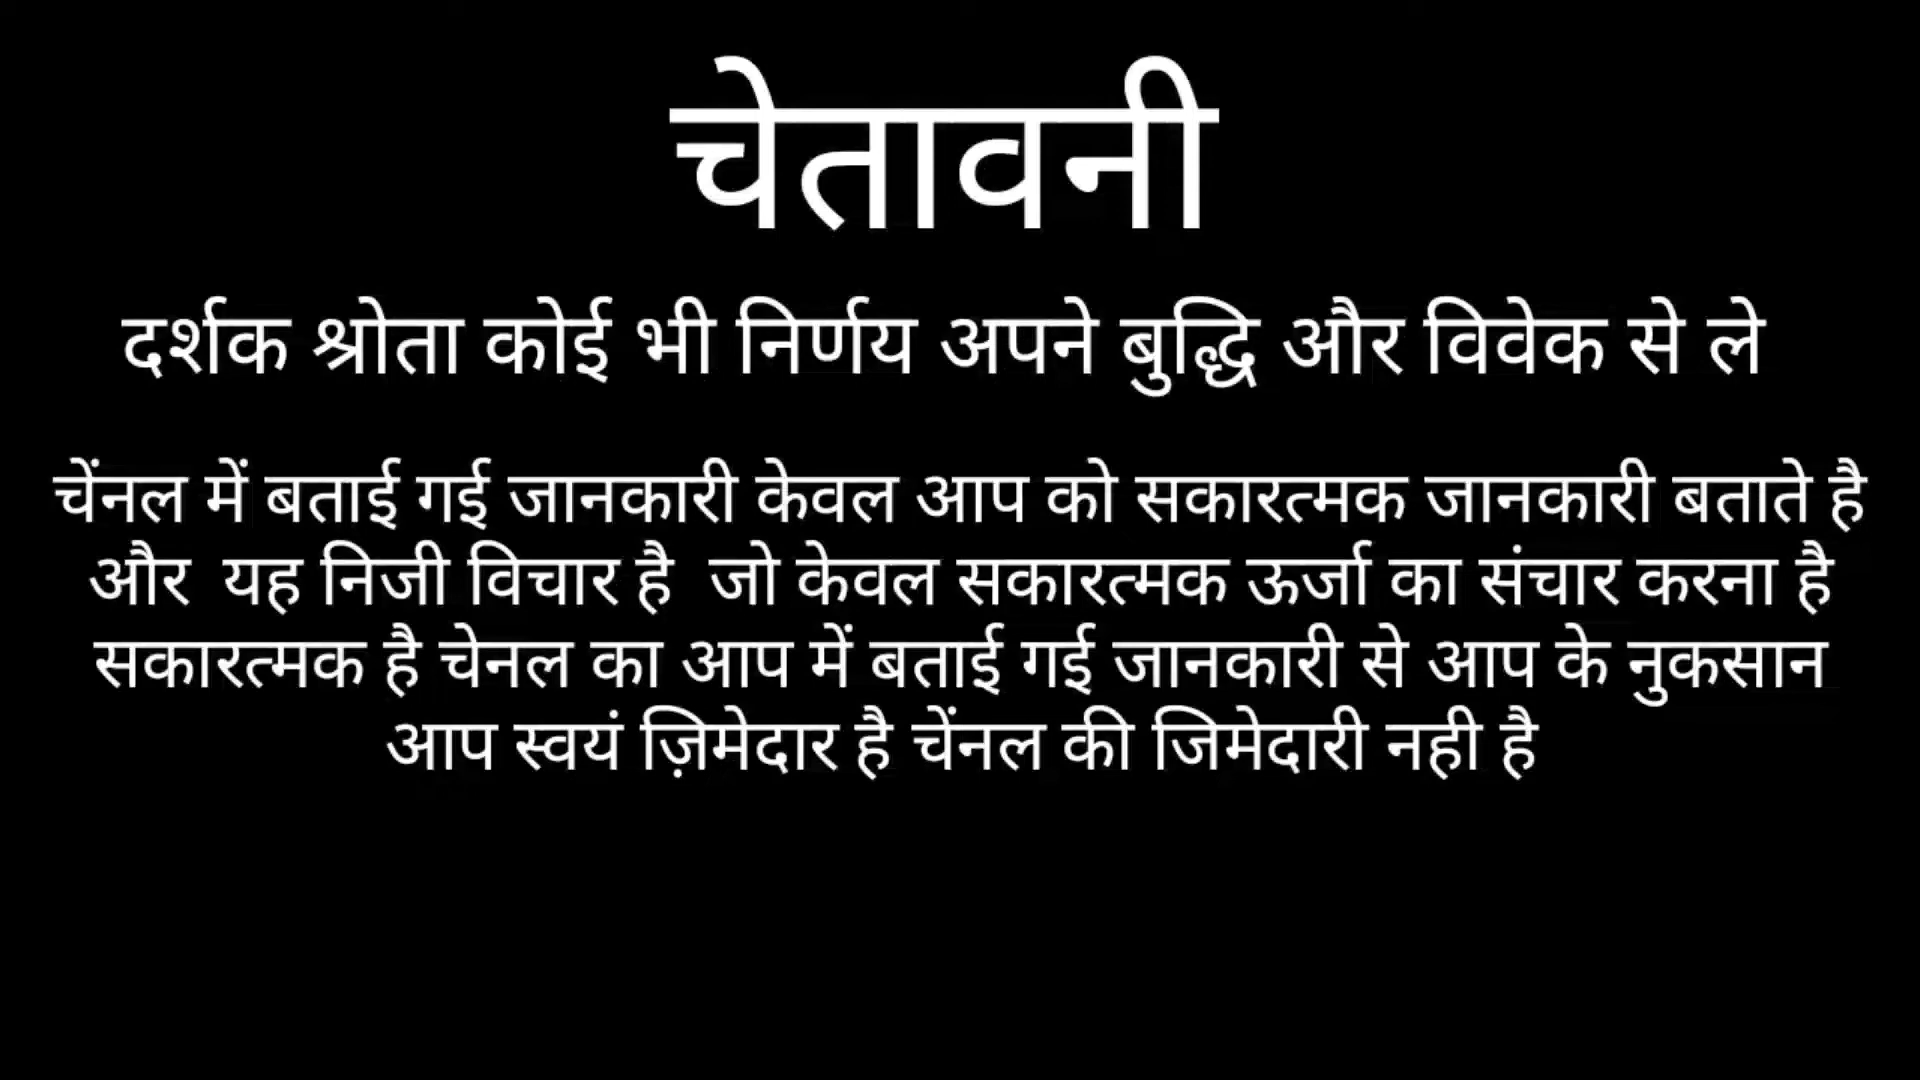 चेतावनी
दर्शक श्रोता कोई भी निर्णय अपने बुद्धि और विवेक से ले
चेंनल में बताई गई जानकारी केवल आप को सकारत्मक जानकारी बताते है
और यह निजी विचार है जो केवल सकारत्मक ऊर्जा का संचार करना है
सकारत्मक है चेनल का आप में बताई गई जानकारी से आप के नुकसान
आप स्वयं ज़िमेदार है चेंनल की जिमेदारी नही है